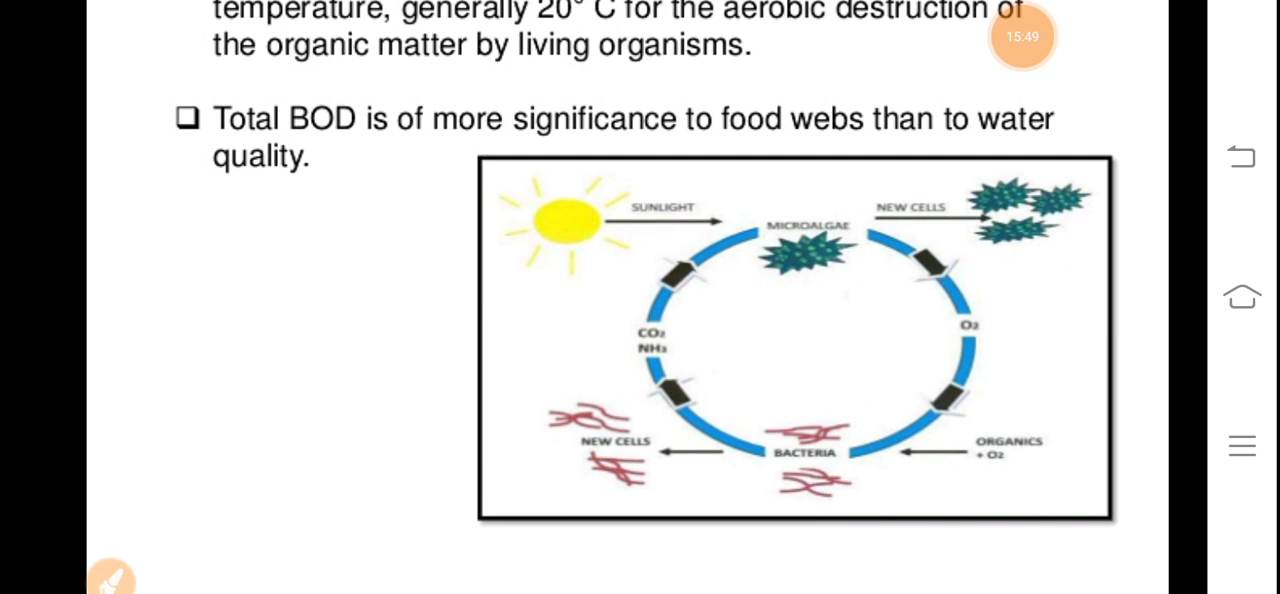 temperature, generally 20° C for the aerobic destruction of
the organic matter by living organisms.
15:49
❑ Total BOD is of more significance to food webs than to water
quality.
SUNLIGHT
NEW CELLS
MICROALGAE
CO₂
NH₃
O₂
NEW CELLS
BACTERIA
ORGANICS
+ O₂